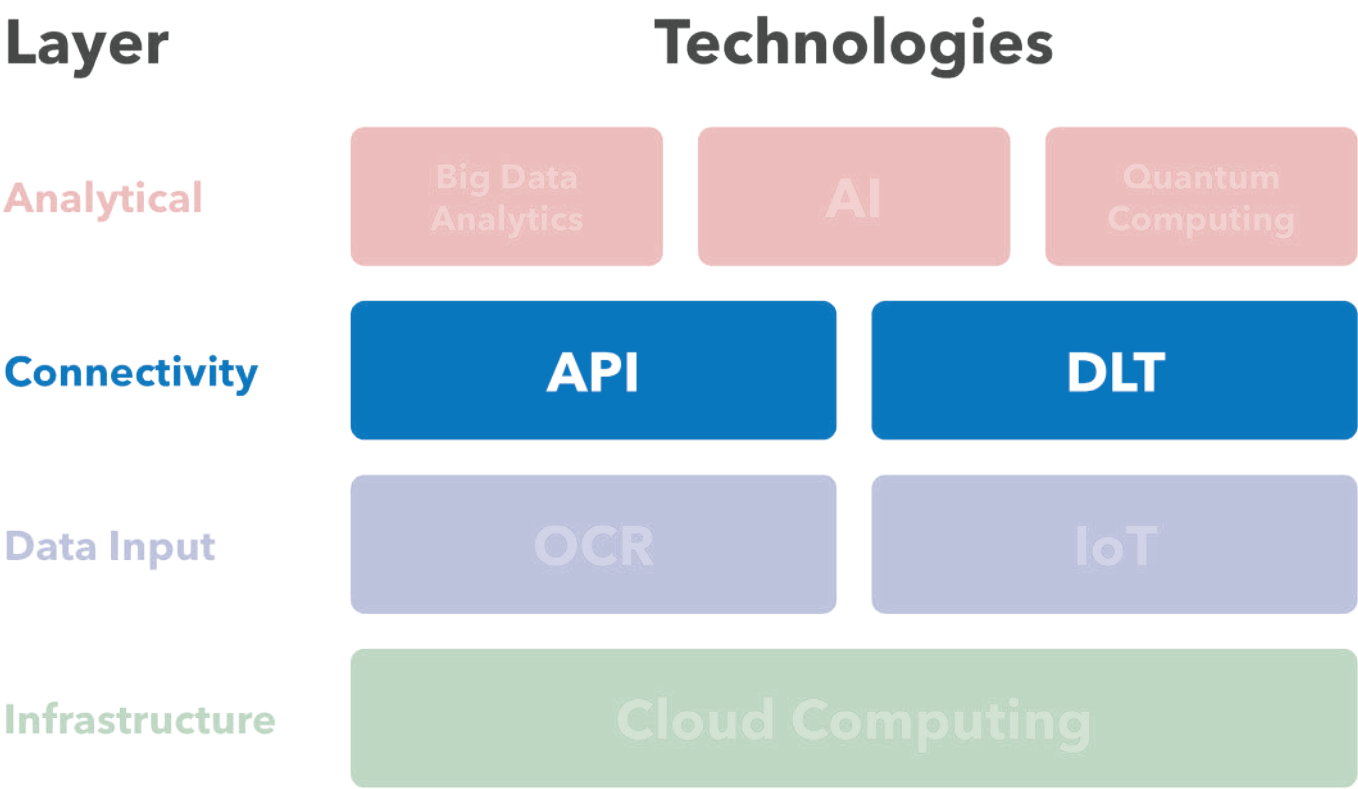 Layer Technologies
Analytical
Big Data
Analytics
AI
Quantum
Computing
Connectivity
API
DLT
Data Input
OCR
IoT
Infrastructure
Cloud Computing